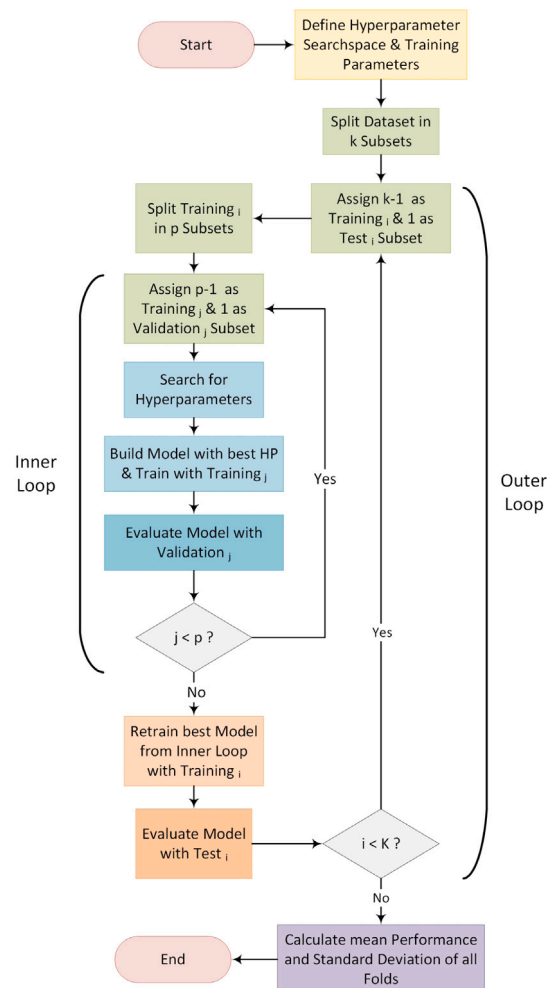 Start
Define Hyperparameter
Searchspace & Training
Parameters
Split Dataset in
k Subsets
Assign k-1 as
Training i & 1 as
Test i Subset
Split Training i
in p Subsets
Assign p-1 as
Training j & 1 as
Validation j Subset
Search for
Hyperparameters
Build Model with best HP
& Train with Training j
Evaluate Model with
Validation j
j < p ?
Yes
No
Inner
Loop
Retrain best Model
from Inner Loop
with Training i
Evaluate Model
with Test i
i < K ?
Yes
No
Outer
Loop
Calculate mean Performance
and Standard Deviation of all
Folds
End